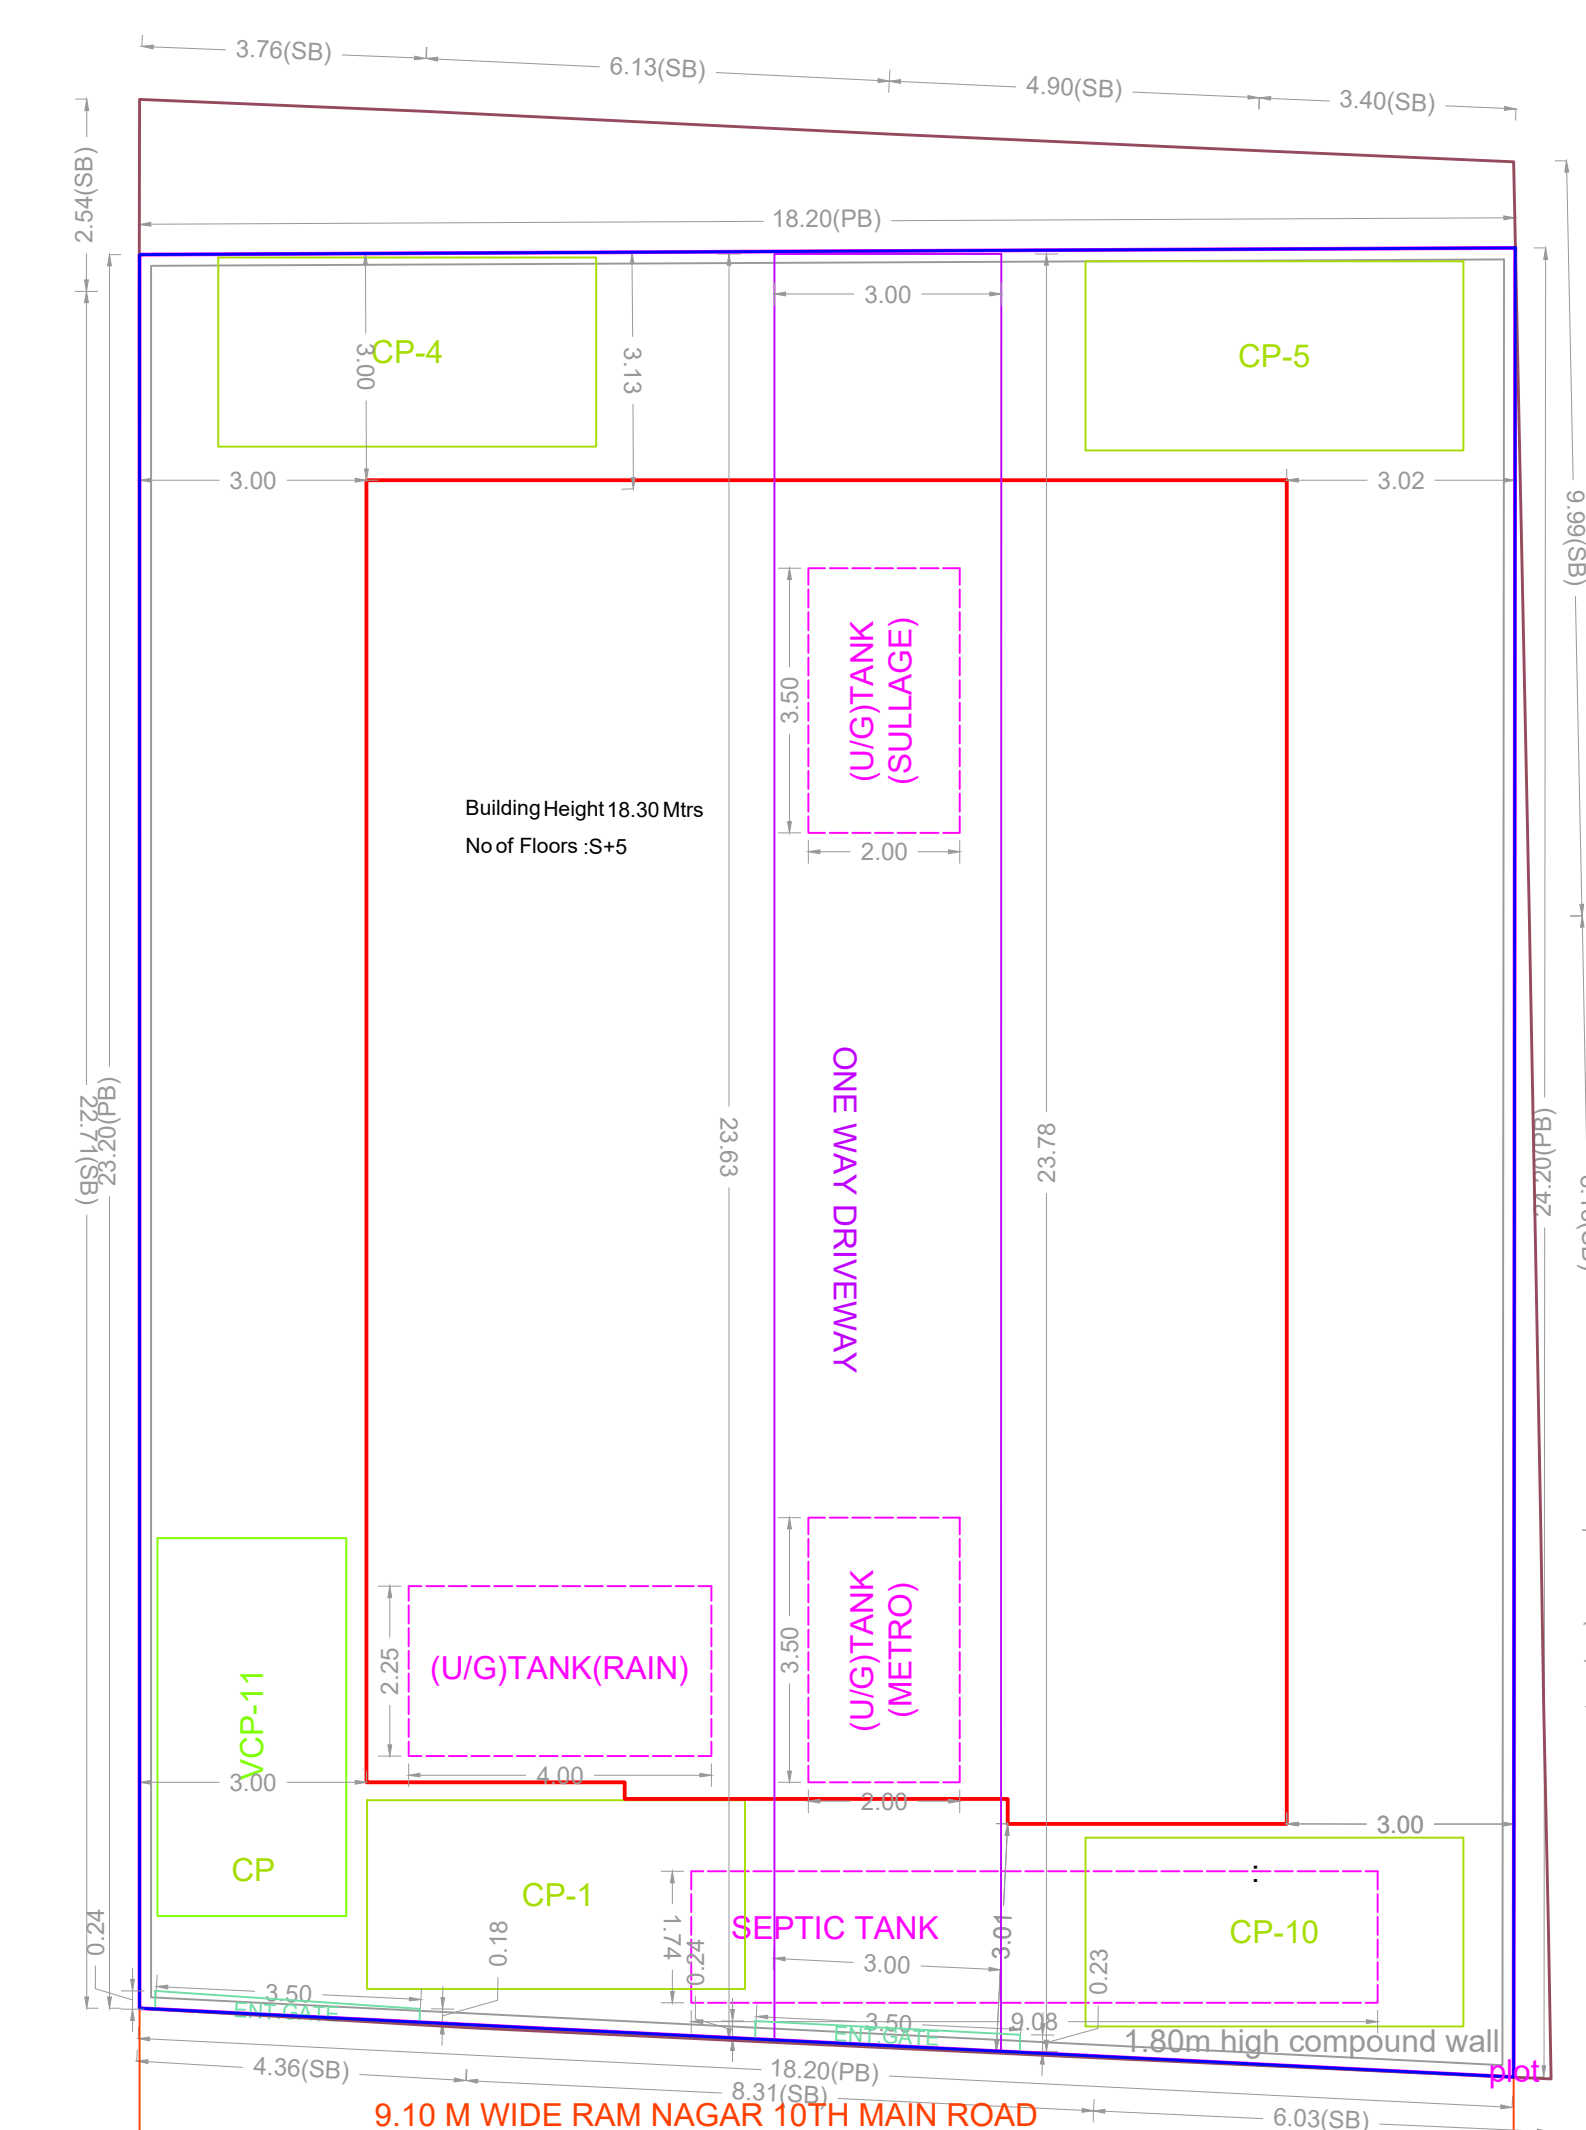 3.76(SB)
6.13(SB)
4.90(SB)
3.40(SB)
2.54(SB)
18.20(PB)
3.00
CP-4
3.00
3.13
CP-5
3.00
3.02
9.99(SB)
(U/G)TANK
(SULLAGE)
3.50
2.00
Building Height 18.30 Mtrs
No of Floors :S+5
ONE WAY DRIVEWAY
22.71(SB)
23.20(PB)
23.63
23.78
24.20(PB)
(U/G)TANK
(METRO)
3.50
2.00
2.25
(U/G)TANK(RAIN)
4.00
VCP-11
3.00
3.00
CP
CP-1
SEPTIC TANK
CP-10
:
1.74
0.24
3.00
3.01
0.24
0.18
0.23
3.50
ENT.GATE
3.50
9.08
ENT.GATE
1.80m high compound wall
plot
4.36(SB)
18.20(PB)
8.31(SB)
6.03(SB)
9.10 M WIDE RAM NAGAR 10TH MAIN ROAD